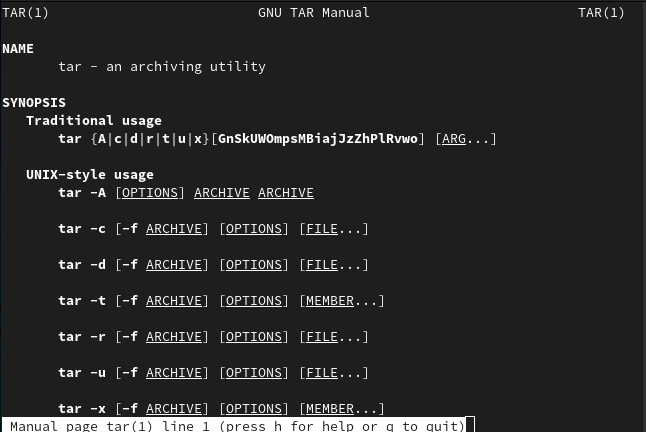 TAR(1) GNU TAR Manual TAR(1)
NAME
tar - an archiving utility
SYNOPSIS
Traditional usage
tar {A|c|d|r|t|u|x}[GnSkUWOmpsMBiajJzZhPlRvwo] [ARG...]
UNIX-style usage
tar -A [OPTIONS] ARCHIVE ARCHIVE
tar -c [-f ARCHIVE] [OPTIONS] [FILE...]
tar -d [-f ARCHIVE] [OPTIONS] [FILE...]
tar -t [-f ARCHIVE] [OPTIONS] [MEMBER...]
tar -r [-f ARCHIVE] [OPTIONS] [FILE...]
tar -u [-f ARCHIVE] [OPTIONS] [FILE...]
tar -x [-f ARCHIVE] [OPTIONS] [MEMBER...]
Manual page tar(1) line 1 (press h for help or q to quit)